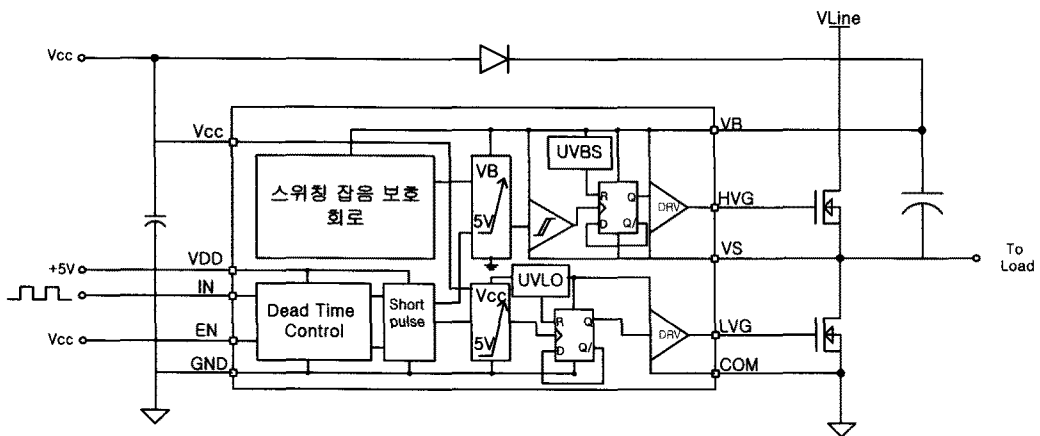 VLine
Vcc
Vcc
VB
UVBS
VB
스위칭 잡음 보호
회로
R
Q
D
Q/
DRV
HVG
5V
VS
To
Load
VDD
+5V
UVLO
IN
Dead Time
Control
Short
pulse
Vcc
5V
R
Q
D
Q/
DRV
LVG
EN
Vcc
GND
COM